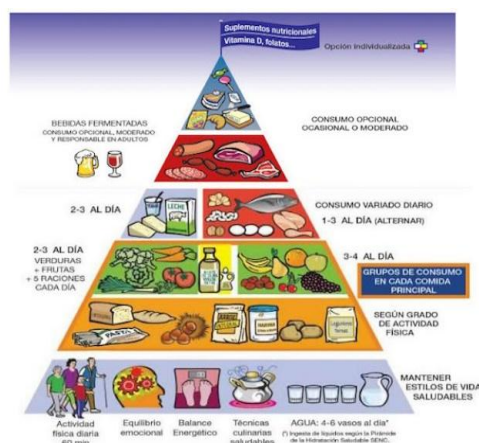 Suplementos nutricionales
Vitamina D, folatos...
Opción individualizada
BEBIDAS FERMENTADAS
CONSUMO OPCIONAL, MODERADO
Y RESPONSABLE EN ADULTOS
CONSUMO OPCIONAL
OCASIONAL O MODERADO
2-3 AL DÍA
LECHE
CONSUMO VARIADO DIARIO
1-3 AL DÍA (ALTERNAR)
2-3 AL DÍA
VERDURAS
+ FRUTAS
+ 5 RACIONES
CADA DÍA
3-4 AL DÍA
GRUPOS DE CONSUMO
EN CADA COMIDA
PRINCIPAL
PASTA
HARINA
SEGÚN GRADO
DE ACTIVIDAD
FÍSICA
MANTENER
ESTILOS DE VIDA
SALUDABLES
Actividad
física diaria
60 min
Equilibrio
emocional
Balance
Energético
Técnicas
culinarias
saludables
AGUA: 4-6 vasos al día*
(*) Ingesta de líquidos según la Pirámide
de la Hidratación Saludable SENC.